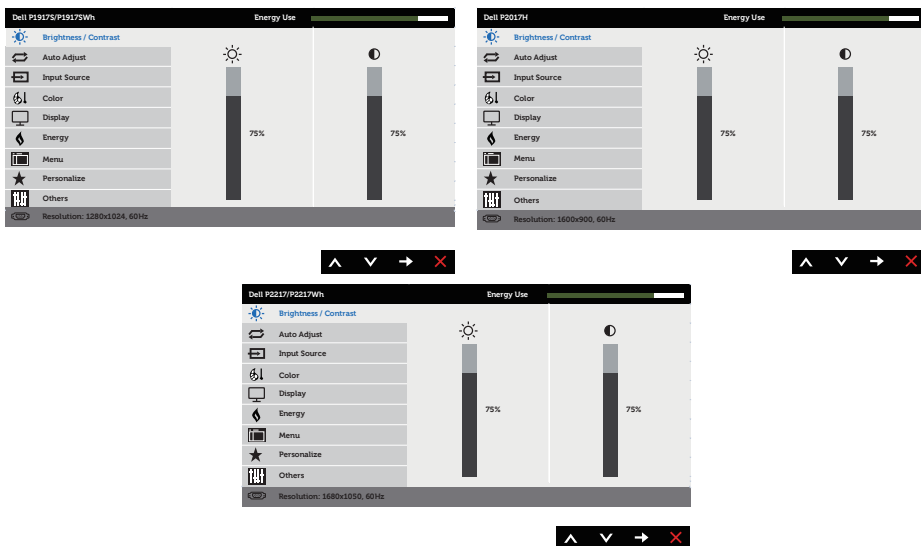 Dell P1917S/P1917SWh Energy Use
Brightness / Contrast
Auto Adjust
Input Source
Color
Display
Energy
75% 75%
Menu
Personalize
Others
Resolution: 1280x1024, 60Hz
Dell P2017H Energy Use
Brightness / Contrast
Auto Adjust
Input Source
Color
Display
Energy
75% 75%
Menu
Personalize
Others
Resolution: 1600x900, 60Hz
Dell P2217/P2217Wh Energy Use
Brightness / Contrast
Auto Adjust
Input Source
Color
Display
Energy
75% 75%
Menu
Personalize
Others
Resolution: 1680x1050, 60Hz